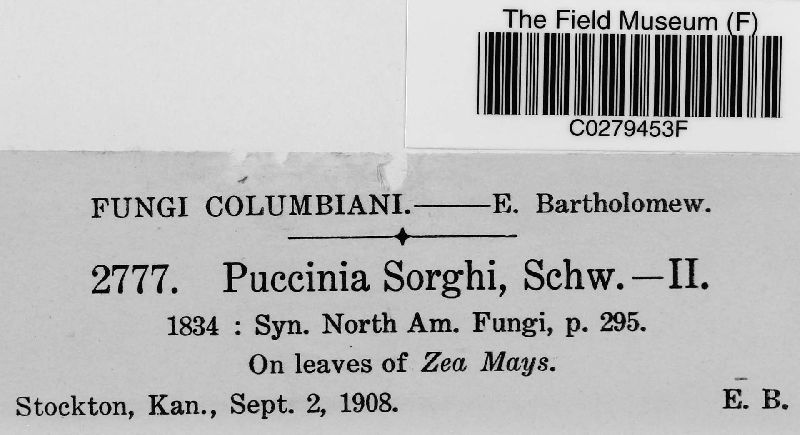 The Field Museum (F)
C0279453F
FUNGI COLUMBIANI.——E. Bartholomew.
2777. Puccinia Sorghi, Schw.—II.
1834 : Syn. North Am. Fungi, p. 295.
On leaves of Zea Mays.
Stockton, Kan., Sept. 2, 1908. E. B.